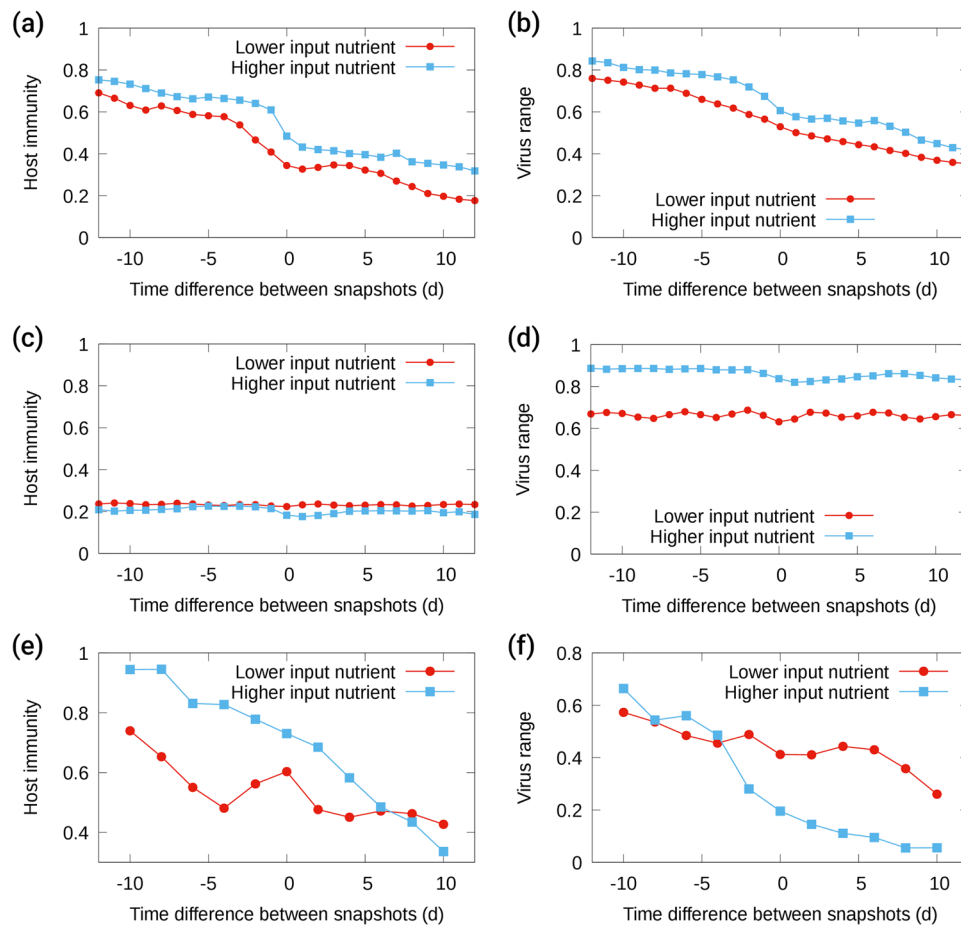 (a)
1
0.8
0.6
0.4
0.2
0
Host immunity
Lower input nutrient
Higher input nutrient
-10 -5 0 5 10
Time difference between snapshots (d)
(b)
1
0.8
0.6
0.4
0.2
0
Virus range
Lower input nutrient
Higher input nutrient
-10 -5 0 5 10
Time difference between snapshots (d)
(c)
1
0.8
0.6
0.4
0.2
0
Host immunity
Lower input nutrient
Higher input nutrient
-10 -5 0 5 10
Time difference between snapshots (d)
(d)
1
0.8
0.6
0.4
0.2
0
Virus range
Lower input nutrient
Higher input nutrient
-10 -5 0 5 10
Time difference between snapshots (d)
(e)
1
0.8
0.6
0.4
Host immunity
Lower input nutrient
Higher input nutrient
-10 -5 0 5 10
Time difference between snapshots (d)
(f)
0.8
0.6
0.4
0.2
0
Virus range
Lower input nutrient
Higher input nutrient
-10 -5 0 5 10
Time difference between snapshots (d)